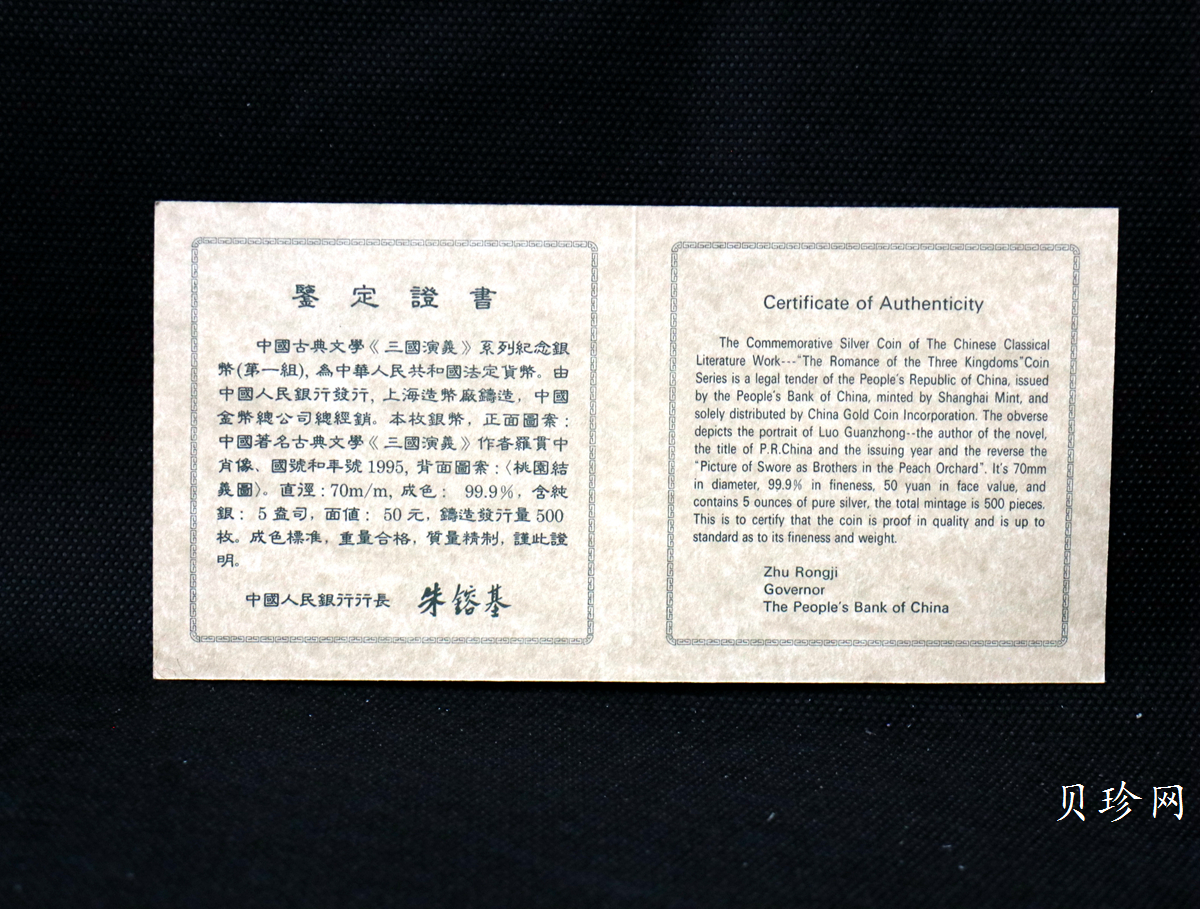 鑒定證書
中國古典文學《三國演義》系列紀念銀
幣(第一組)，為中華人民共和國法定貨幣。由
中國人民銀行發行，上海造幣廠鑄造，中國
金幣總公司總經銷。本枚銀幣，正面圖案：
中國著名古典文學《三國演義》作者羅貫中
肖像、國號和年號1995，背面圖案：〈桃園結
義圖〉。直徑：70m/m，成色： 99.9%，含純
銀：5盎司，面値：50元，鑄造發行量500
枚。成色標准，重量合格，質量精制，謹此證
明。
中國人民銀行行長 朱鎔基
Certificate of Authenticity
The Commemorative Silver Coin of The Chinese Classical
Literature Work---"The Romance of the Three Kingdoms"Coin
Series is a legal tender of the People's Republic of China, issued
by the People's Bank of China, minted by Shanghai Mint, and
solely distributed by China Gold Coin Incorporation. The obverse
depicts the portrait of Luo Guanzhong--the author of the novel,
the title of P.R.China and the issuing year and the reverse the
"Picture of Swore as Brothers in the Peach Orchard". It's 70mm
in diameter, 99.9% in fineness, 50 yuan in face value, and
contains 5 ounces of pure silver, the total mintage is 500 pieces.
This is to certify that the coin is proof in quality and is up to
standard as to its fineness and weight.
Zhu Rongji
Governor
The People's Bank of China
贝珍网